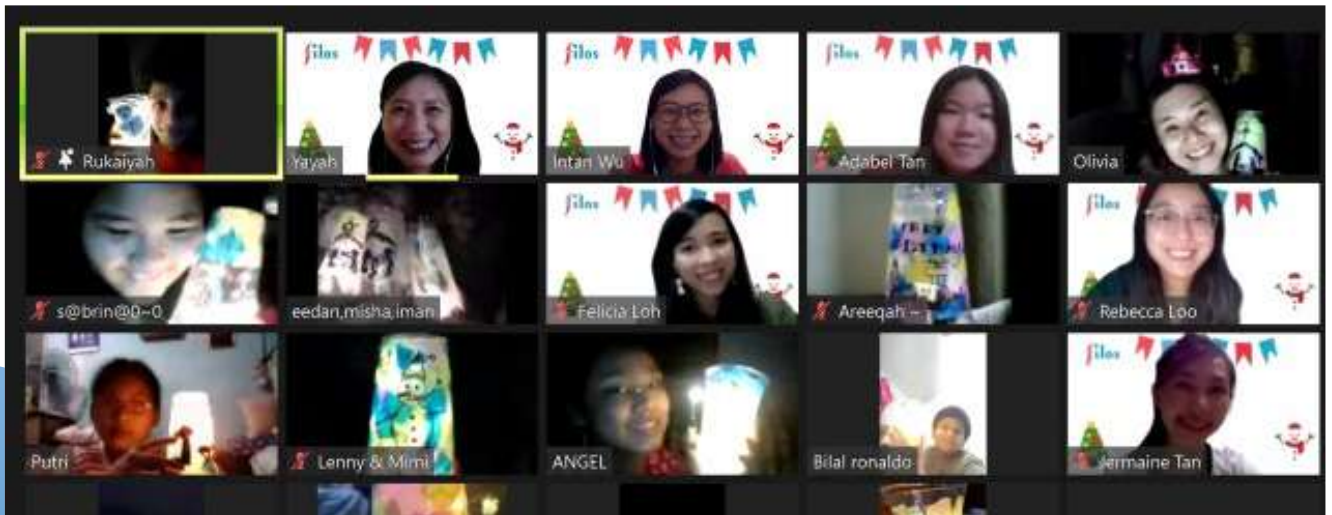 Rukaiyah
filos
Yayah
filos
Intan Wu
filos
Adabel Tan
Olivia
s@brin@0~0
eedan,misha,iman
filos
Felicia Loh
Areeqah ~
filos
Rebecca Loo
Putri
Lenny & Mimi
ANGEL
Bilal ronaldo
filos
Jermaine Tan